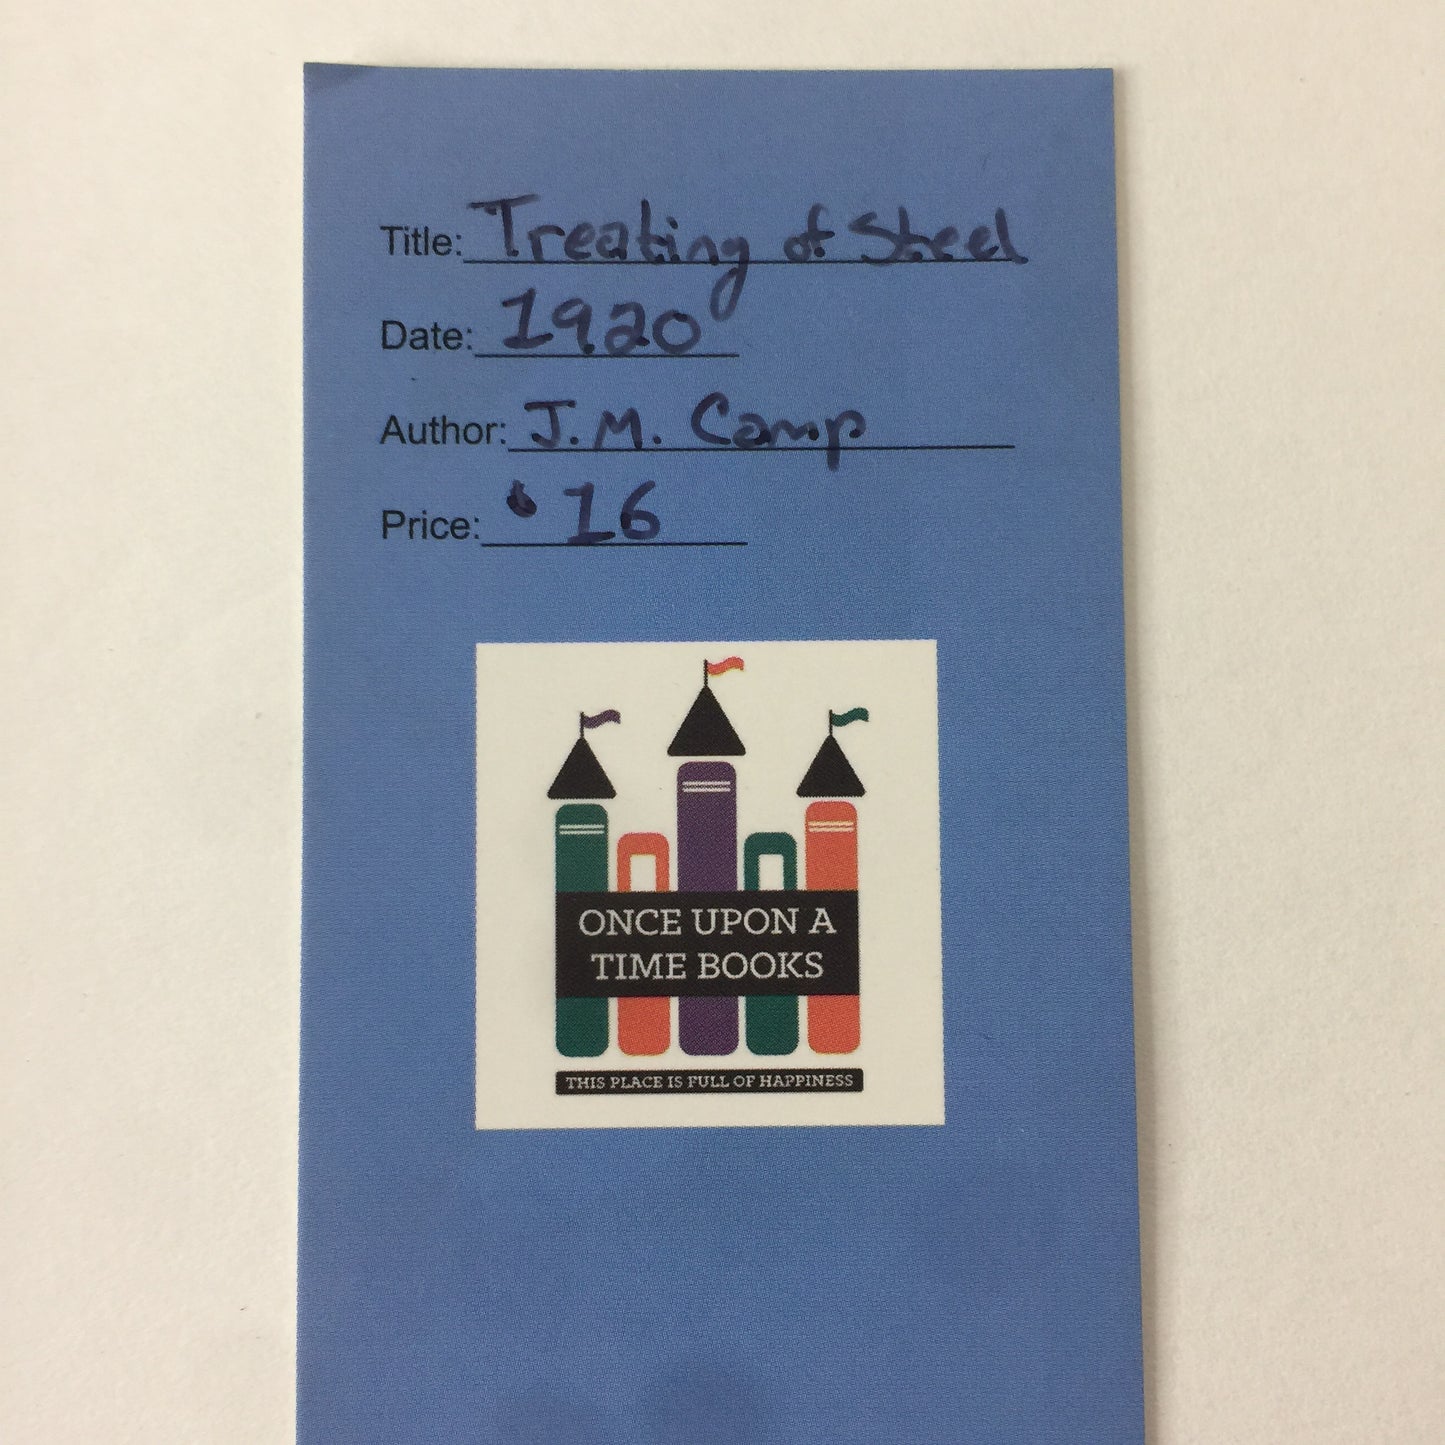 Title: Treating of Steel
Date: 1920
Author: J.M. Camp
Price: 16
ONCE UPON A
TIME BOOKS
THIS PLACE IS FULL OF HAPPINESS